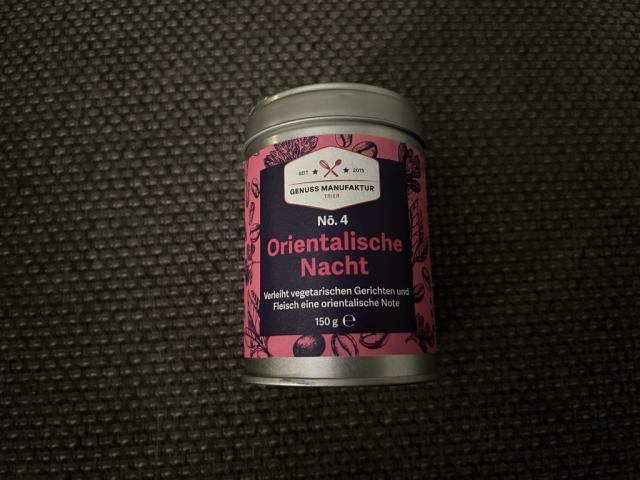 SEIT 2015
GENUSS MANUFAKTUR
TRIER
Nō. 4
Orientalische
Nacht
Verleiht vegetarischen Gerichten und
Fleisch eine orientalische Note
150 g ℮